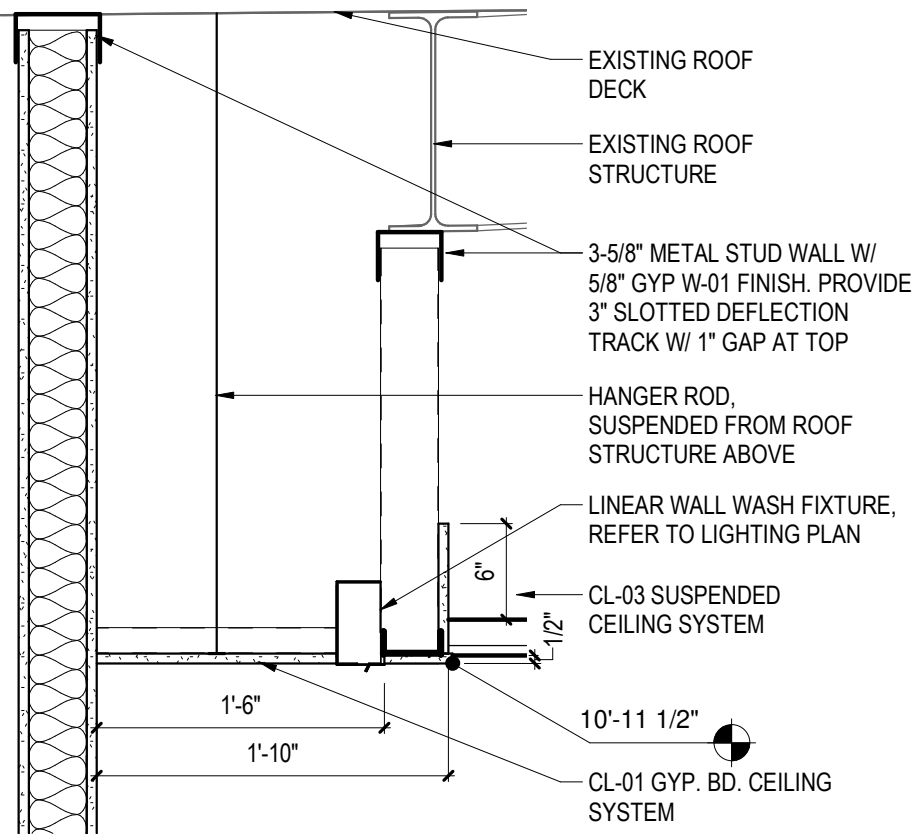 EXISTING ROOF
DECK
EXISTING ROOF
STRUCTURE
3-5/8" METAL STUD WALL W/
5/8" GYP W-01 FINISH. PROVIDE
3" SLOTTED DEFLECTION
TRACK W/ 1" GAP AT TOP
HANGER ROD,
SUSPENDED FROM ROOF
STRUCTURE ABOVE
LINEAR WALL WASH FIXTURE,
REFER TO LIGHTING PLAN
6"
CL-03 SUSPENDED
CEILING SYSTEM
1/2"
1'-6"
10'-11 1/2"
1'-10"
CL-01 GYP. BD. CEILING
SYSTEM